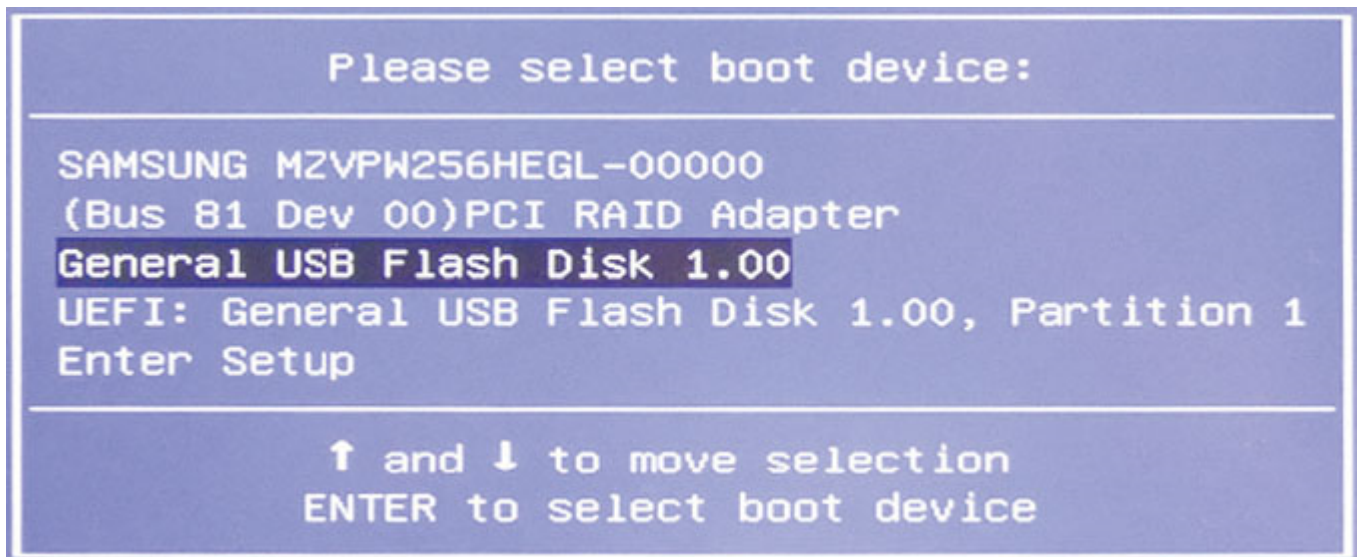 Please select boot device:
SAMSUNG MZVPW256HEGL-00000
(Bus 81 Dev 00)PCI RAID Adapter
General USB Flash Disk 1.00
UEFI: General USB Flash Disk 1.00, Partition 1
Enter Setup
↑ and ↓ to move selection
ENTER to select boot device